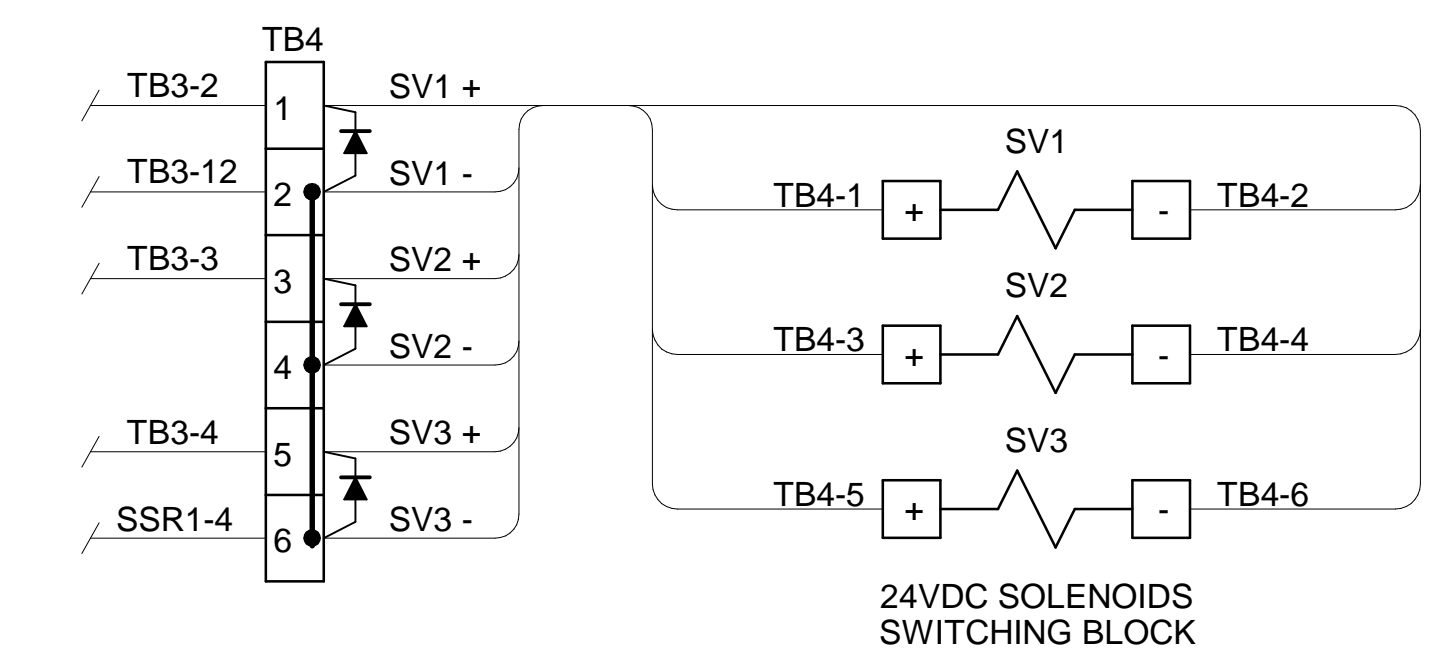 TB4
TB3-2 1 SV1 +
TB3-12 2 SV1 -
TB3-3 3 SV2 +
4 SV2 -
TB3-4 5 SV3 +
SSR1-4 6 SV3 -
SV1
TB4-1 + - TB4-2
SV2
TB4-3 + - TB4-4
SV3
TB4-5 + - TB4-6
24VDC SOLENOIDS
SWITCHING BLOCK